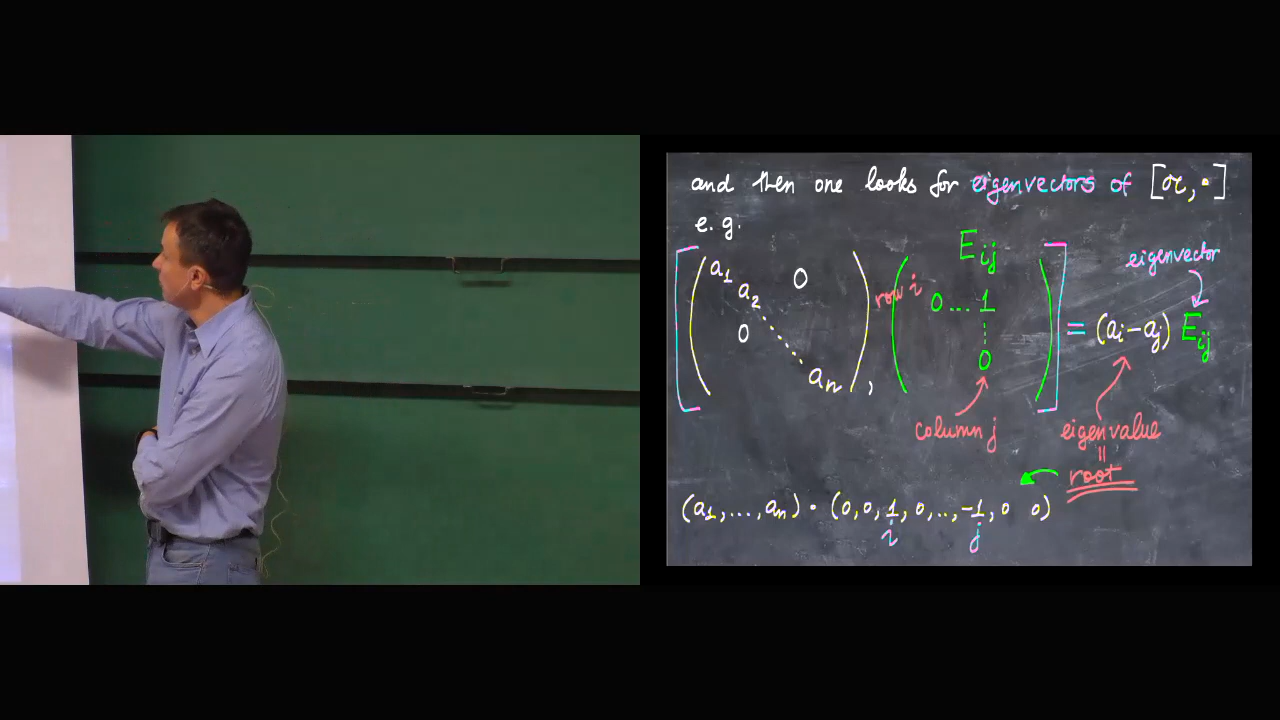 and then one looks for eigenvectors of [𝔞, •]
e.g.
[ ( a₁ a₂ ⋱ aₙ 0 0 ) , ( 0 ... 1 ⋮ 0 ) ] = (aᵢ - aⱼ) Eᵢⱼ
Eᵢⱼ
row i
eigenvector
column j
eigenvalue
=
root
(a₁, ..., aₙ) • (0, 0, 1, 0, .., -1, 0 0)
i j